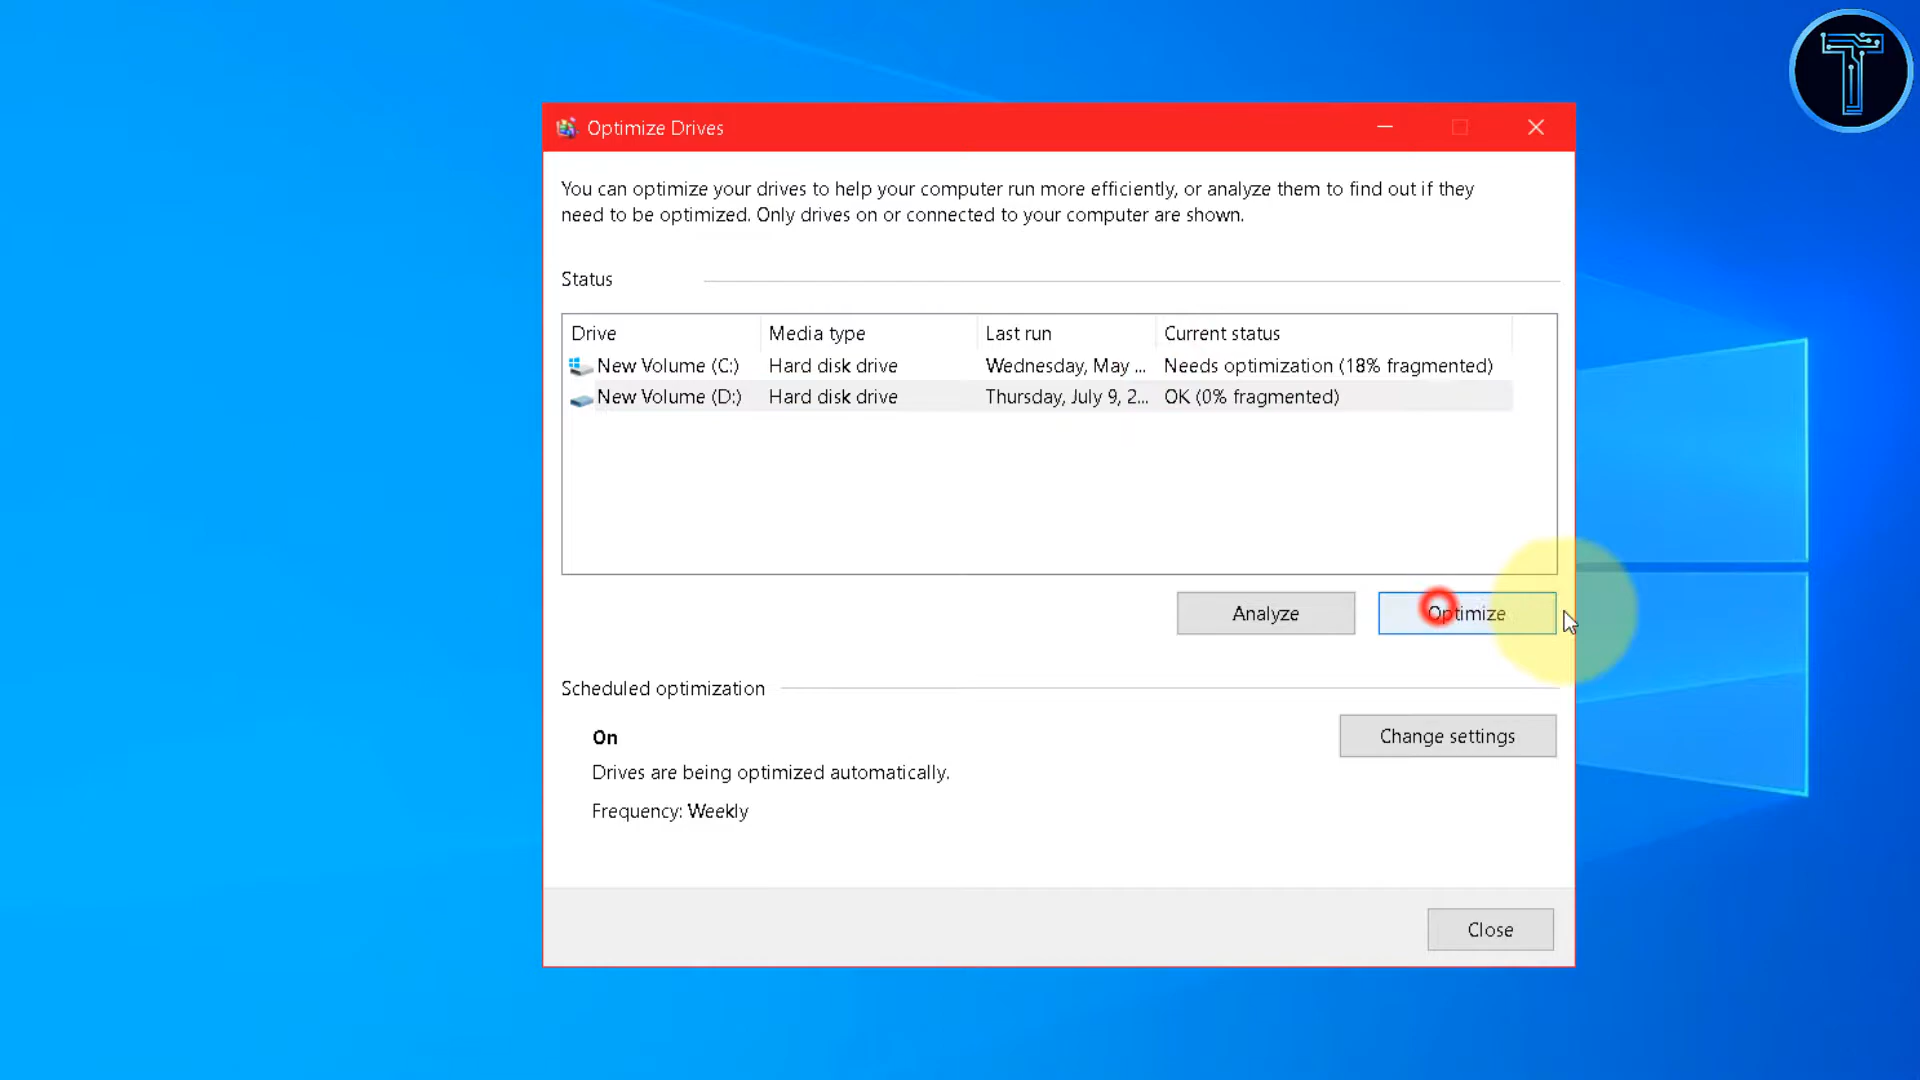 Optimize Drives
You can optimize your drives to help your computer run more efficiently, or analyze them to find out if they
need to be optimized. Only drives on or connected to your computer are shown.
Status
Drive Media type Last run Current status
New Volume (C:) Hard disk drive Wednesday, May ... Needs optimization (18% fragmented)
New Volume (D:) Hard disk drive Thursday, July 9, 2... OK (0% fragmented)
Analyze Optimize
Scheduled optimization
On
Change settings
Drives are being optimized automatically.
Frequency: Weekly
Close
T